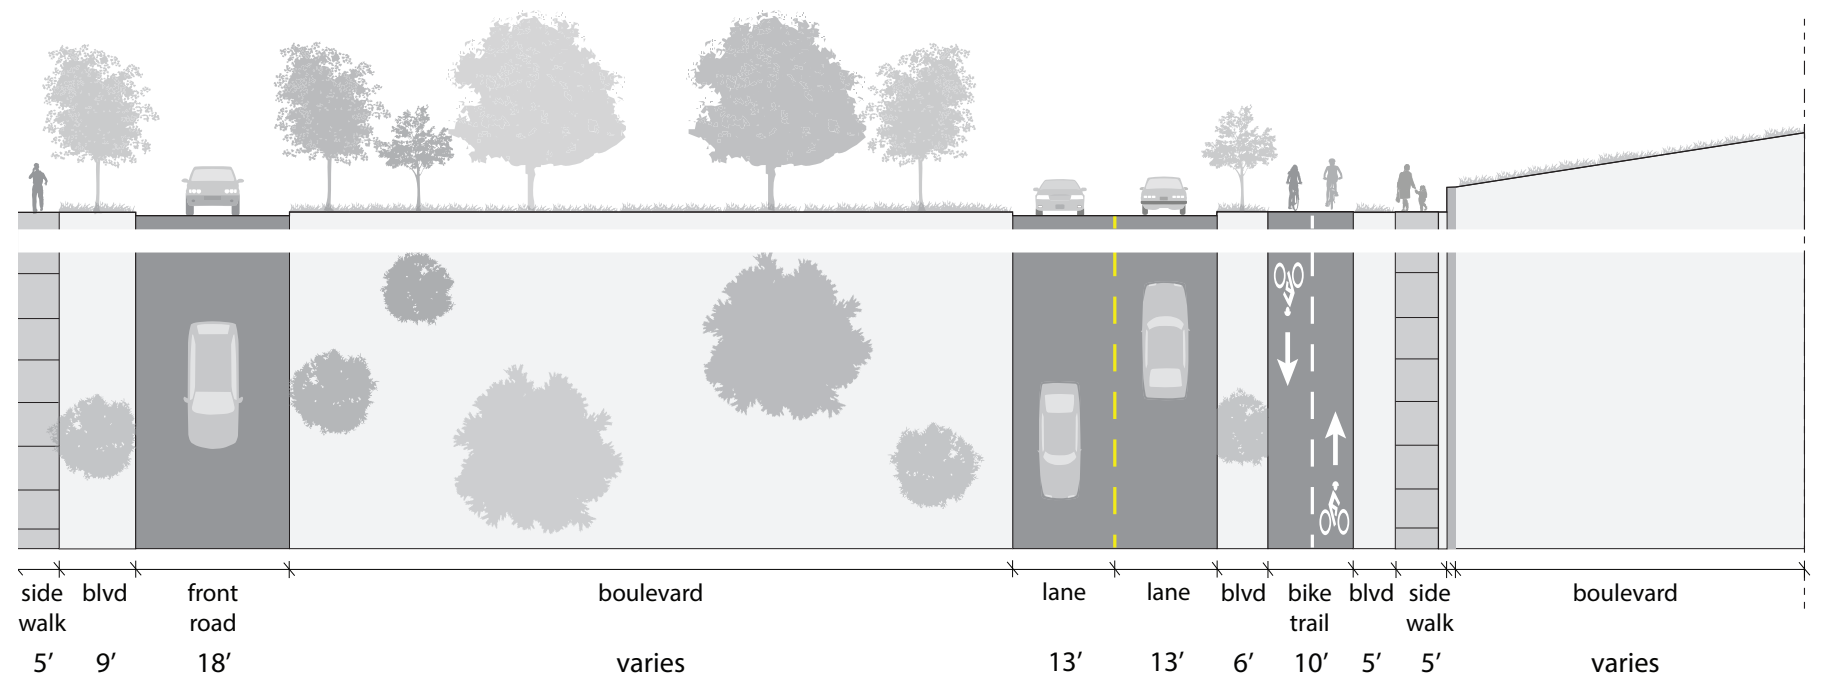 side blvd front boulevard lane lane blvd bike blvd side boulevard
walk road trail walk
5’ 9’ 18’ varies 13’ 13’ 6’ 10’ 5’ 5’ varies